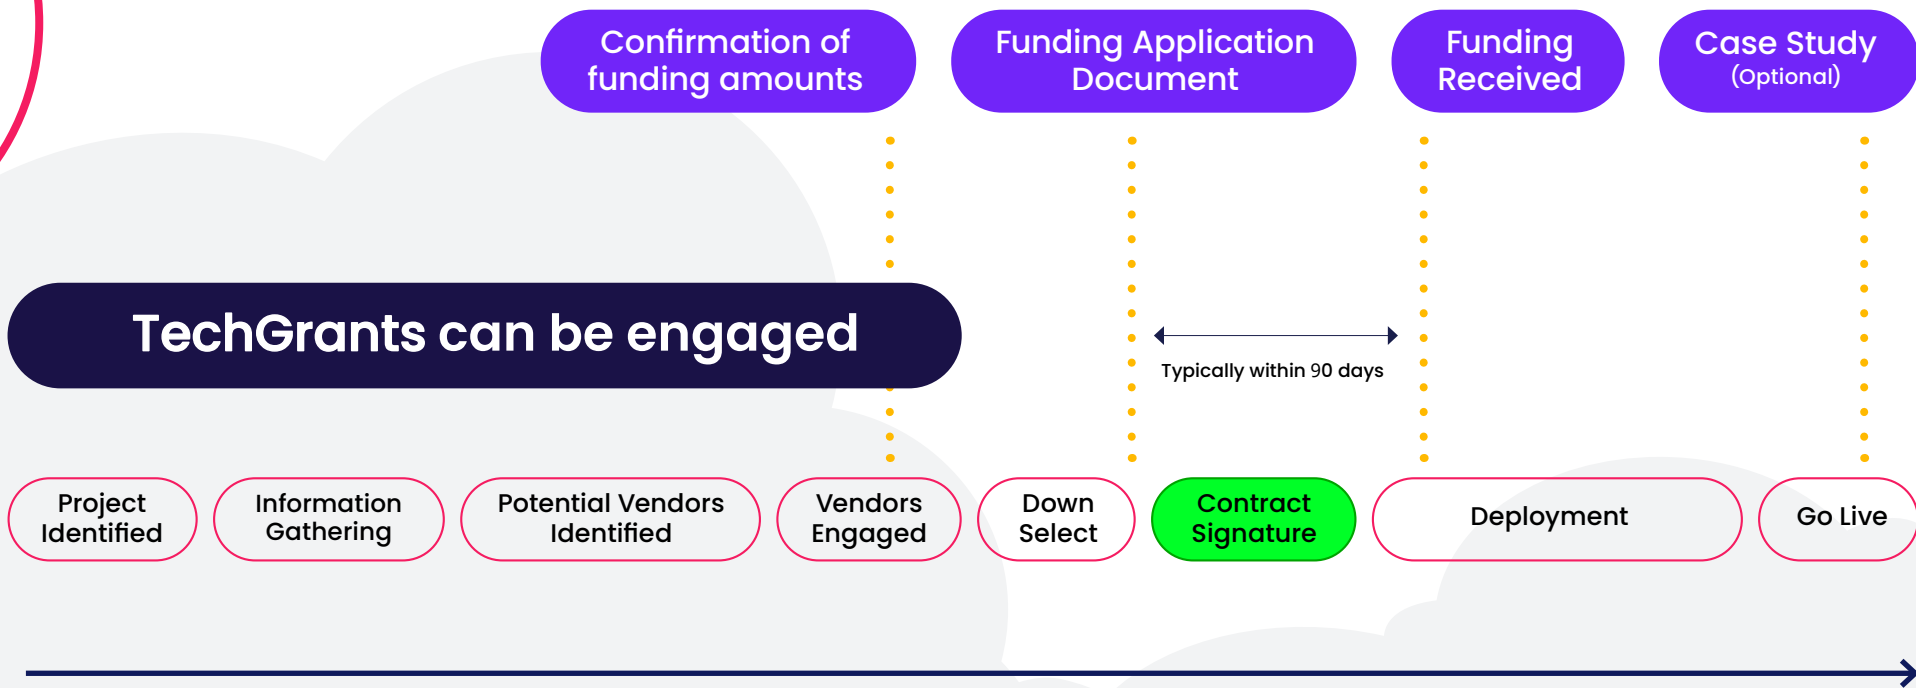 Confirmation of
funding amounts
Funding Application
Document
Funding
Received
Case Study
(Optional)
TechGrants can be engaged
Typically within 90 days
Project
Identified
Information
Gathering
Potential Vendors
Identified
Vendors
Engaged
Down
Select
Contract
Signature
Deployment
Go Live